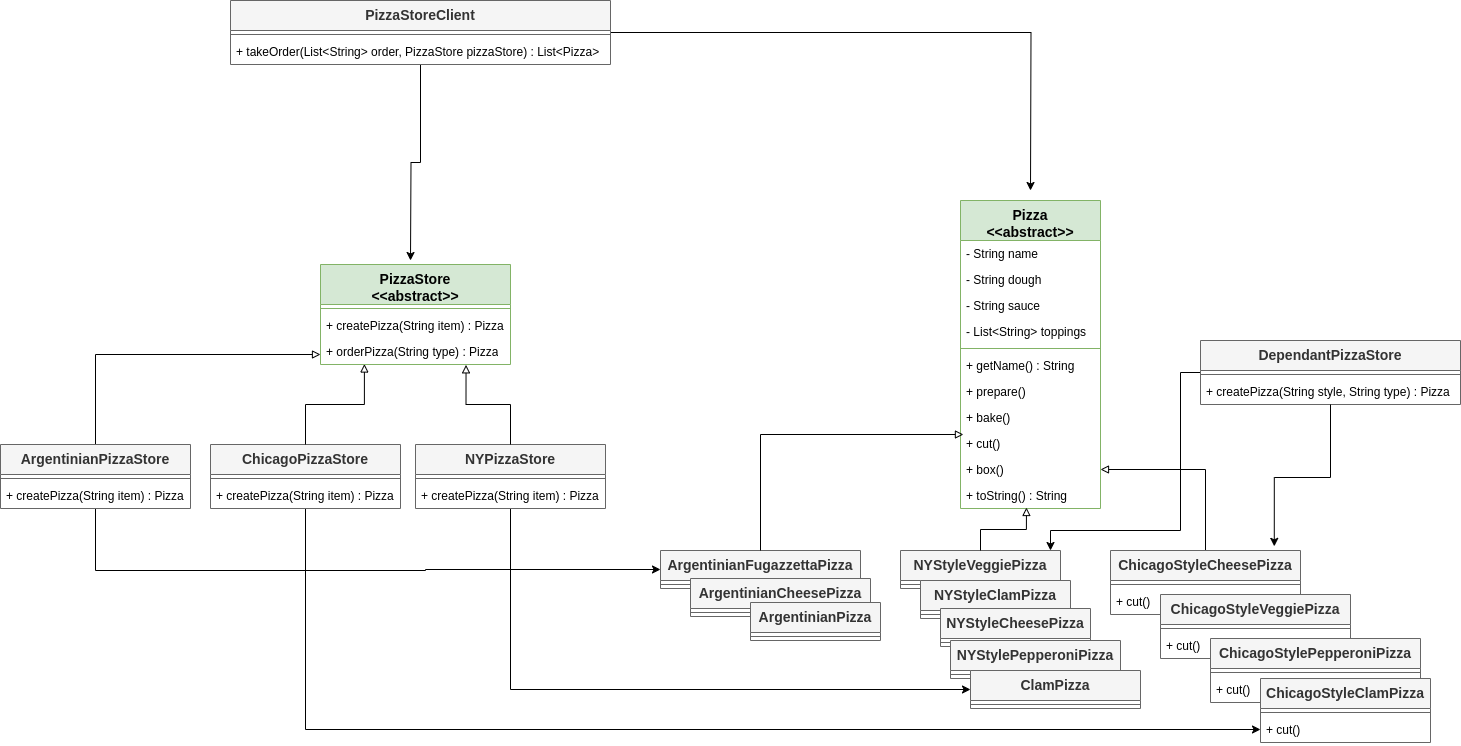 PizzaStoreClient
+ takeOrder(List<String> order, PizzaStore pizzaStore) : List<Pizza>
Pizza
<<abstract>>
- String name
- String dough
- String sauce
- List<String> toppings
+ getName() : String
+ prepare()
+ bake()
+ cut()
+ box()
+ toString() : String
PizzaStore
<<abstract>>
+ createPizza(String item) : Pizza
+ orderPizza(String type) : Pizza
DependantPizzaStore
+ createPizza(String style, String type) : Pizza
ArgentinianPizzaStore
+ createPizza(String item) : Pizza
ChicagoPizzaStore
+ createPizza(String item) : Pizza
NYPizzaStore
+ createPizza(String item) : Pizza
ArgentinianFugazzettaPizza
ArgentinianCheesePizza
ArgentinianPizza
NYStyleVeggiePizza
NYStyleClamPizza
NYStyleCheesePizza
NYStylePepperoniPizza
ClamPizza
ChicagoStyleCheesePizza
+ cut()
ChicagoStyleVeggiePizza
+ cut()
ChicagoStylePepperoniPizza
+ cut()
ChicagoStyleClamPizza
+ cut()